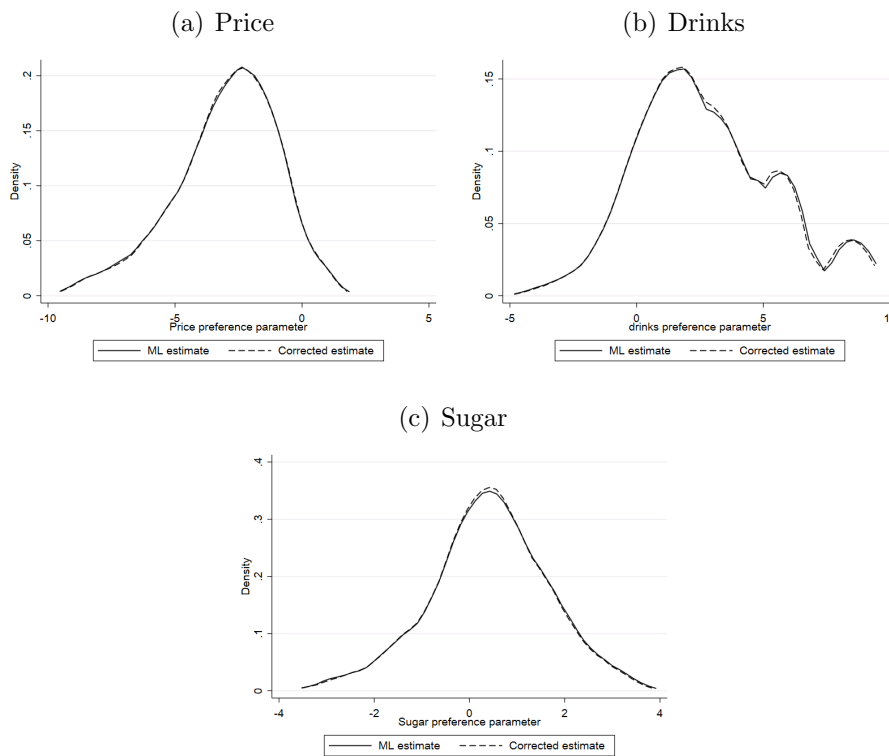 (a) Price
(b) Drinks
Density
0
.05
.1
.15
.2
-10
-5
0
5
Price preference parameter
ML estimate
Corrected estimate
Density
0
.05
.1
.15
-5
0
5
1
drinks preference parameter
ML estimate
Corrected estimate
(c) Sugar
Density
0
.1
.2
.3
.4
-4
-2
0
2
4
Sugar preference parameter
ML estimate
Corrected estimate